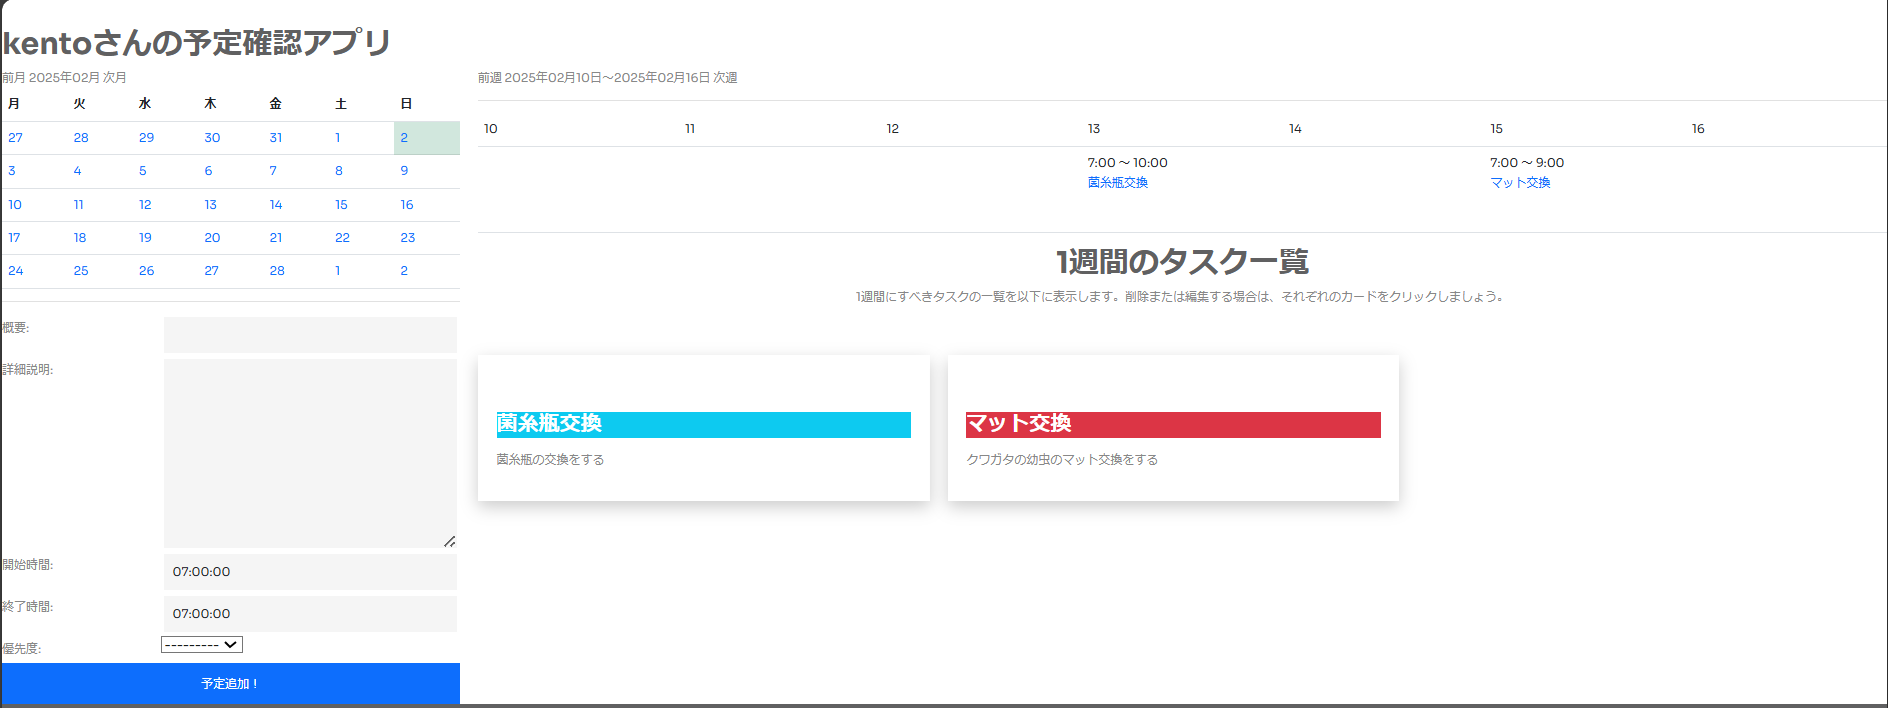 kentoさんの予定確認アプリ
前月 2025年02月 次月
月 火 水 木 金 土 日
27 28 29 30 31 1 2
3 4 5 6 7 8 9
10 11 12 13 14 15 16
17 18 19 20 21 22 23
24 25 26 27 28 1 2
概要:
詳細説明:
開始時間: 07:00:00
終了時間: 07:00:00
優先度: ---------
予定追加！
前週 2025年02月10日～2025年02月16日 次週
10 11 12 13 14 15 16
7:00 ～ 10:00 7:00 ～ 9:00
菌糸瓶交換 マット交換
1週間のタスク一覧
1週間にすべきタスクの一覧を以下に表示します。削除または編集する場合は、それぞれのカードをクリックしましょう。
菌糸瓶交換
菌糸瓶の交換をする
マット交換
クワガタの幼虫のマット交換をする